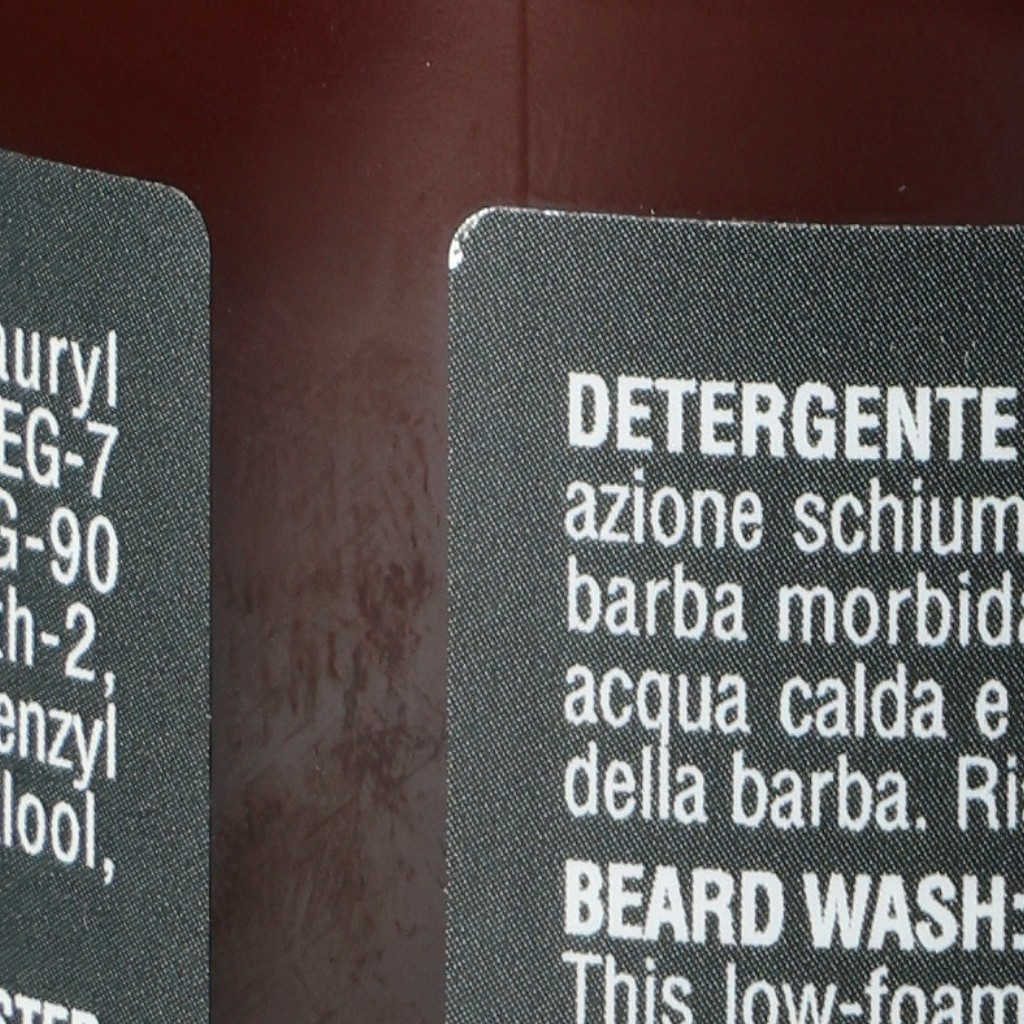 auryl
EG-7
G-90
th-2,
enzyl
lool,
DETERGENTE
azione schium
barba morbida
acqua calda e
della barba. Ri
BEARD WASH:
This low-foam